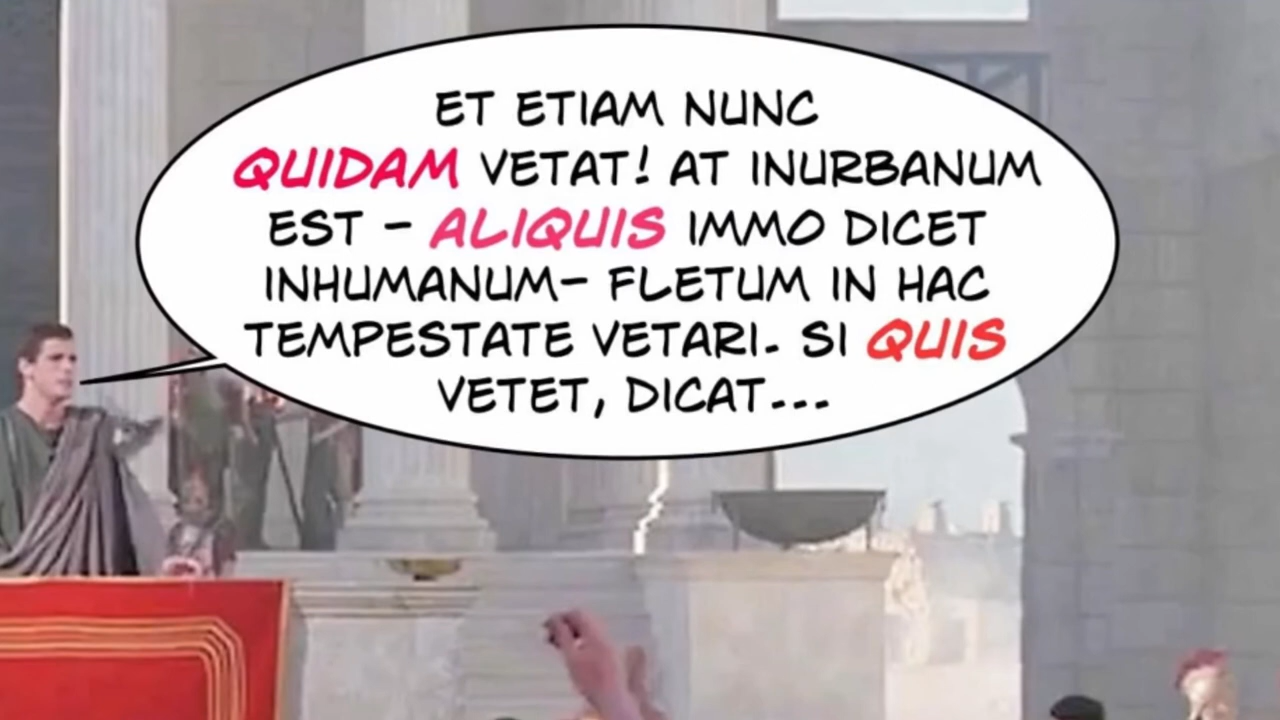 ET ETIAM NUNC
QUIDAM VETAT! AT INURBANUM
EST - ALIQUIS IMMO DICET
INHUMANUM- FLETUM IN HAC
TEMPESTATE VETARI. SI QUIS
VETET, DICAT...